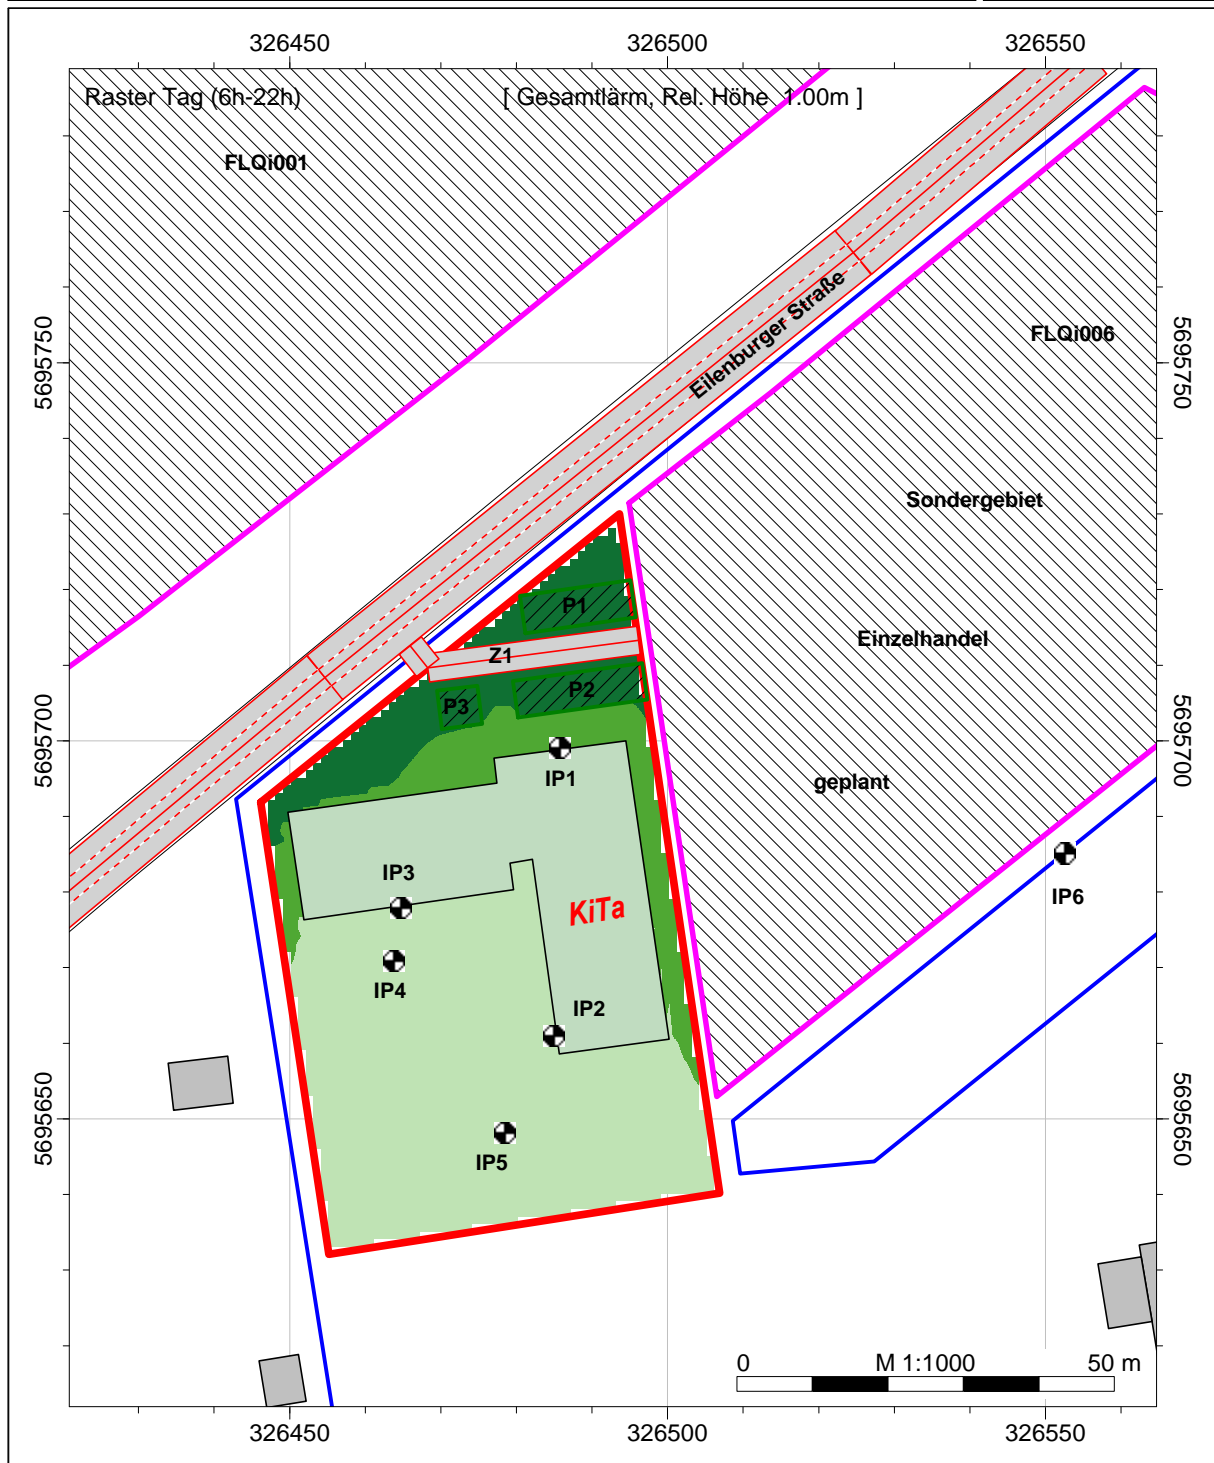 326450
326500
326550
Raster Tag (6h-22h)
[ Gesamtlärm, Rel. Höhe 1.00m ]
FLQi001
Eilenburger Straße
FLQi006
5695750
5695750
Sondergebiet
P1
Einzelhandel
Z1
P2
P3
5695700
5695700
IP1
geplant
IP3
IP6
KiTa
IP4
IP2
5695650
5695650
IP5
0
M 1:1000
50 m
326450
326500
326550